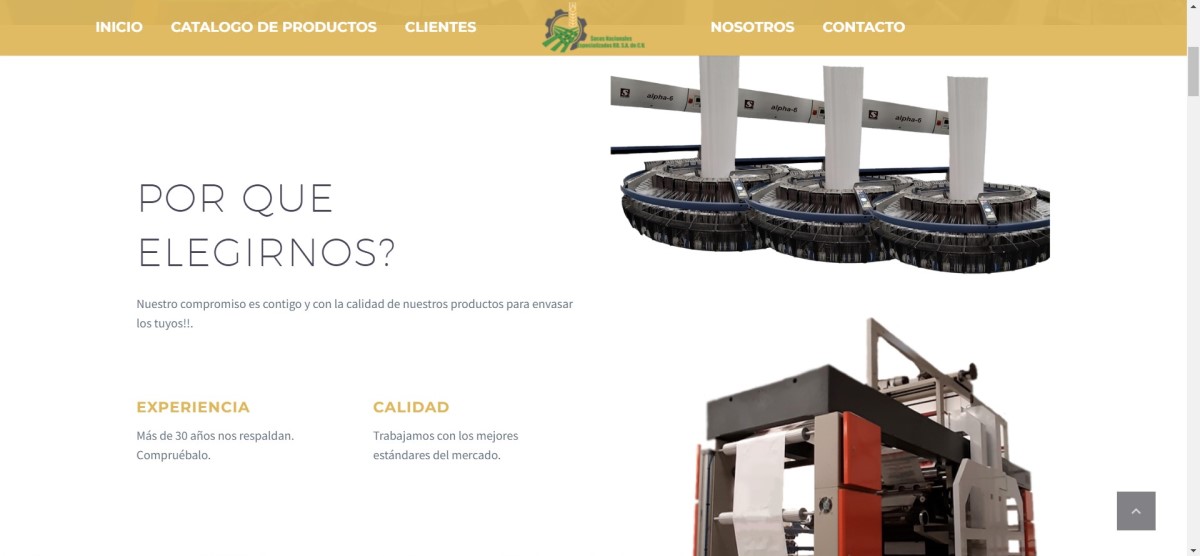 INICIO CATALOGO DE PRODUCTOS CLIENTES NOSOTROS CONTACTO
Sacos Nacionales
Especializados RG, S.A. de C.V.
S alpha-6 S alpha-6 S alpha-6
POR QUE
ELEGIRNOS?
Nuestro compromiso es contigo y con la calidad de nuestros productos para envasar
los tuyos!!.
EXPERIENCIA CALIDAD
Más de 30 años nos respaldan. Trabajamos con los mejores
Compruébalo. estándares del mercado.